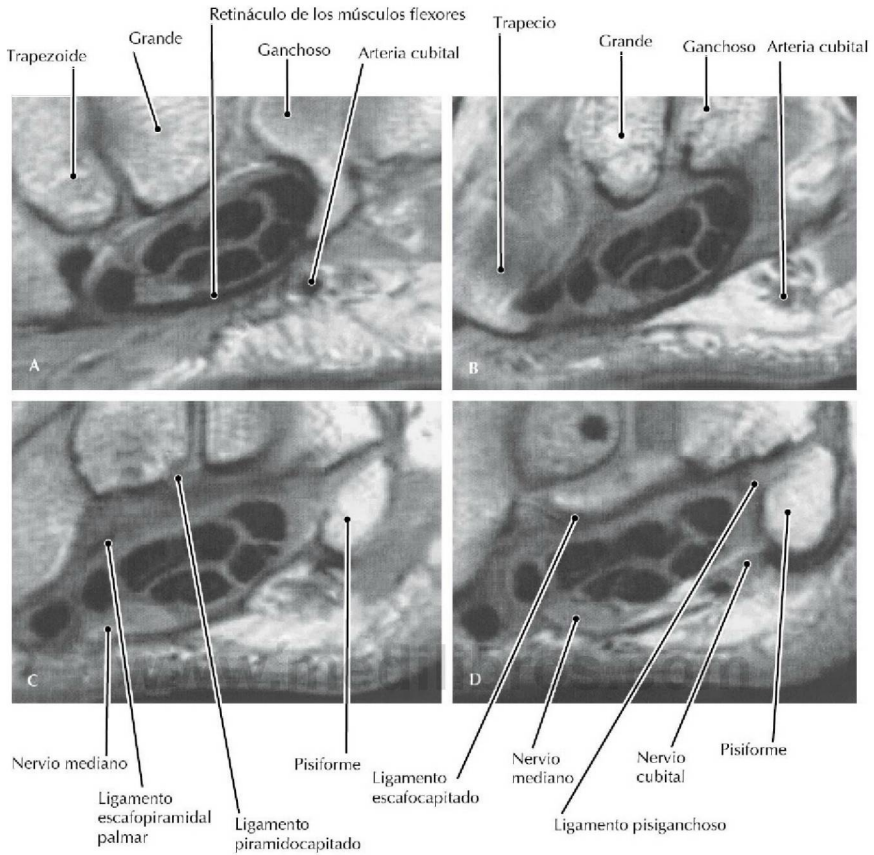 Retináculo de los músculos flexores
Grande
Trapezoide
Ganchoso
Arteria cubital
Trapecio
Grande
Ganchoso
Arteria cubital
A
B
C
D
Nervio mediano
Ligamento
escafopiramidal
palmar
Ligamento
piramidocapitado
Pisiforme
Ligamento
escafocapitado
Nervio
mediano
Ligamento pisiganchoso
Nervio
cubital
Pisiforme